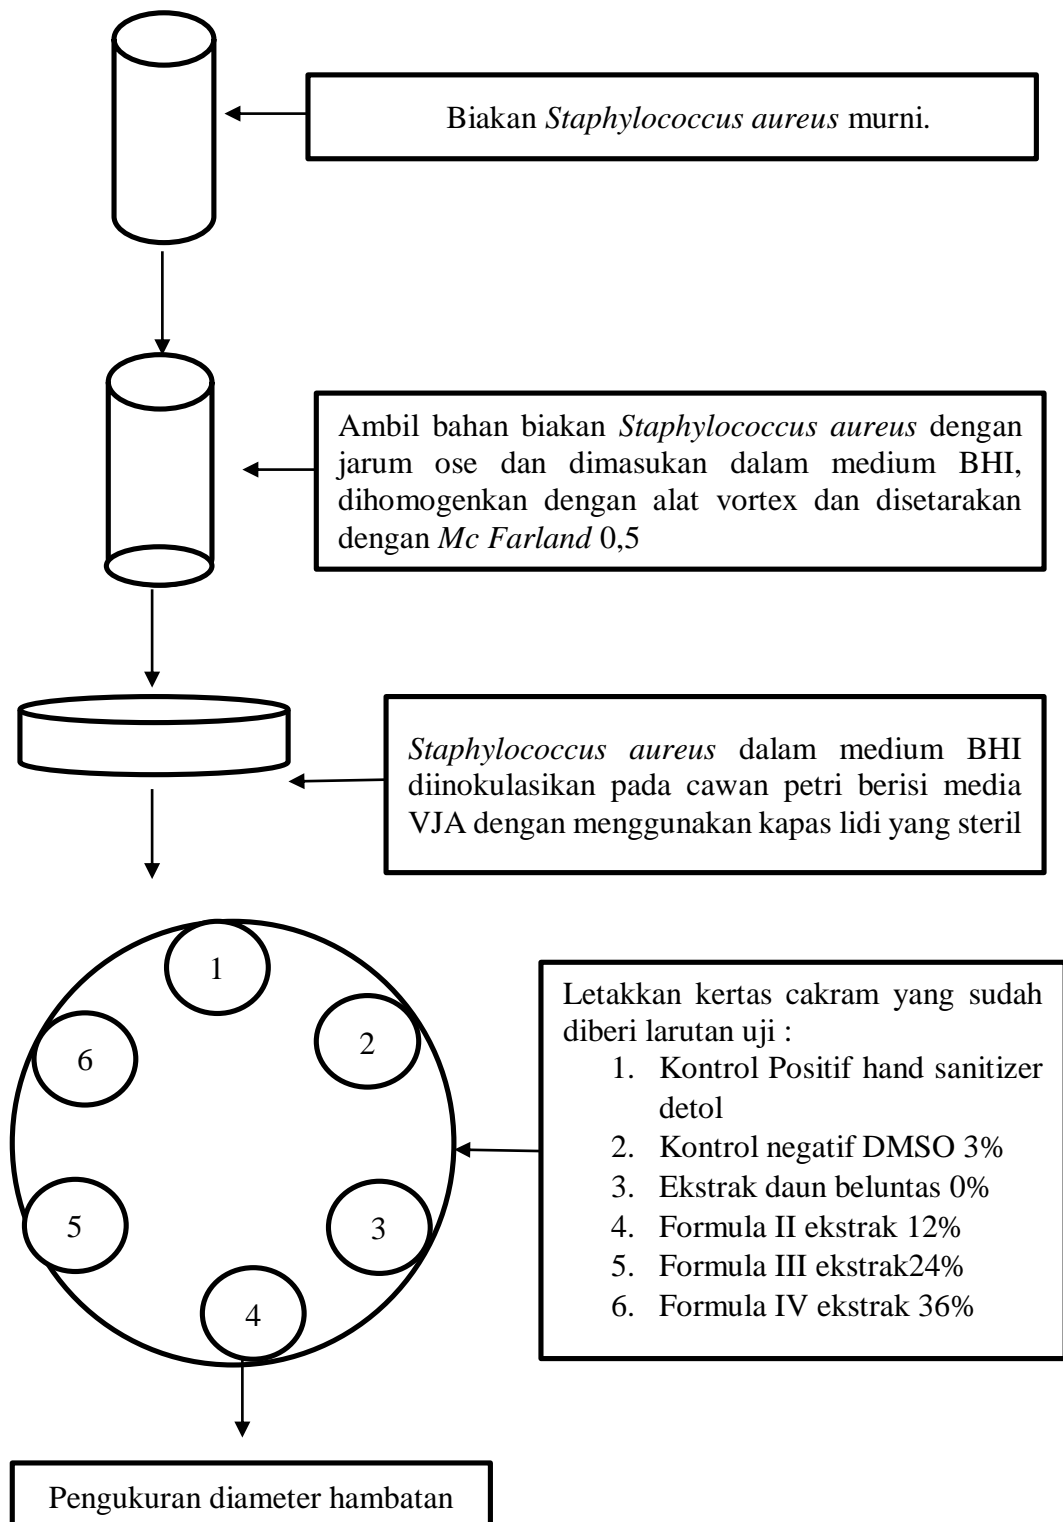 Biakan Staphylococcus aureus murni.
Ambil bahan biakan Staphylococcus aureus dengan
jarum ose dan dimasukan dalam medium BHI,
dihomogenkan dengan alat vortex dan disetarakan
dengan Mc Farland 0,5
Staphylococcus aureus dalam medium BHI
diinokulasikan pada cawan petri berisi media
VJA dengan menggunakan kapas lidi yang steril
1
2
3
4
5
6
Letakkan kertas cakram yang sudah
diberi larutan uji :
1. Kontrol Positif hand sanitizer
detol
2. Kontrol negatif DMSO 3%
3. Ekstrak daun beluntas 0%
4. Formula II ekstrak 12%
5. Formula III ekstrak24%
6. Formula IV ekstrak 36%
Pengukuran diameter hambatan